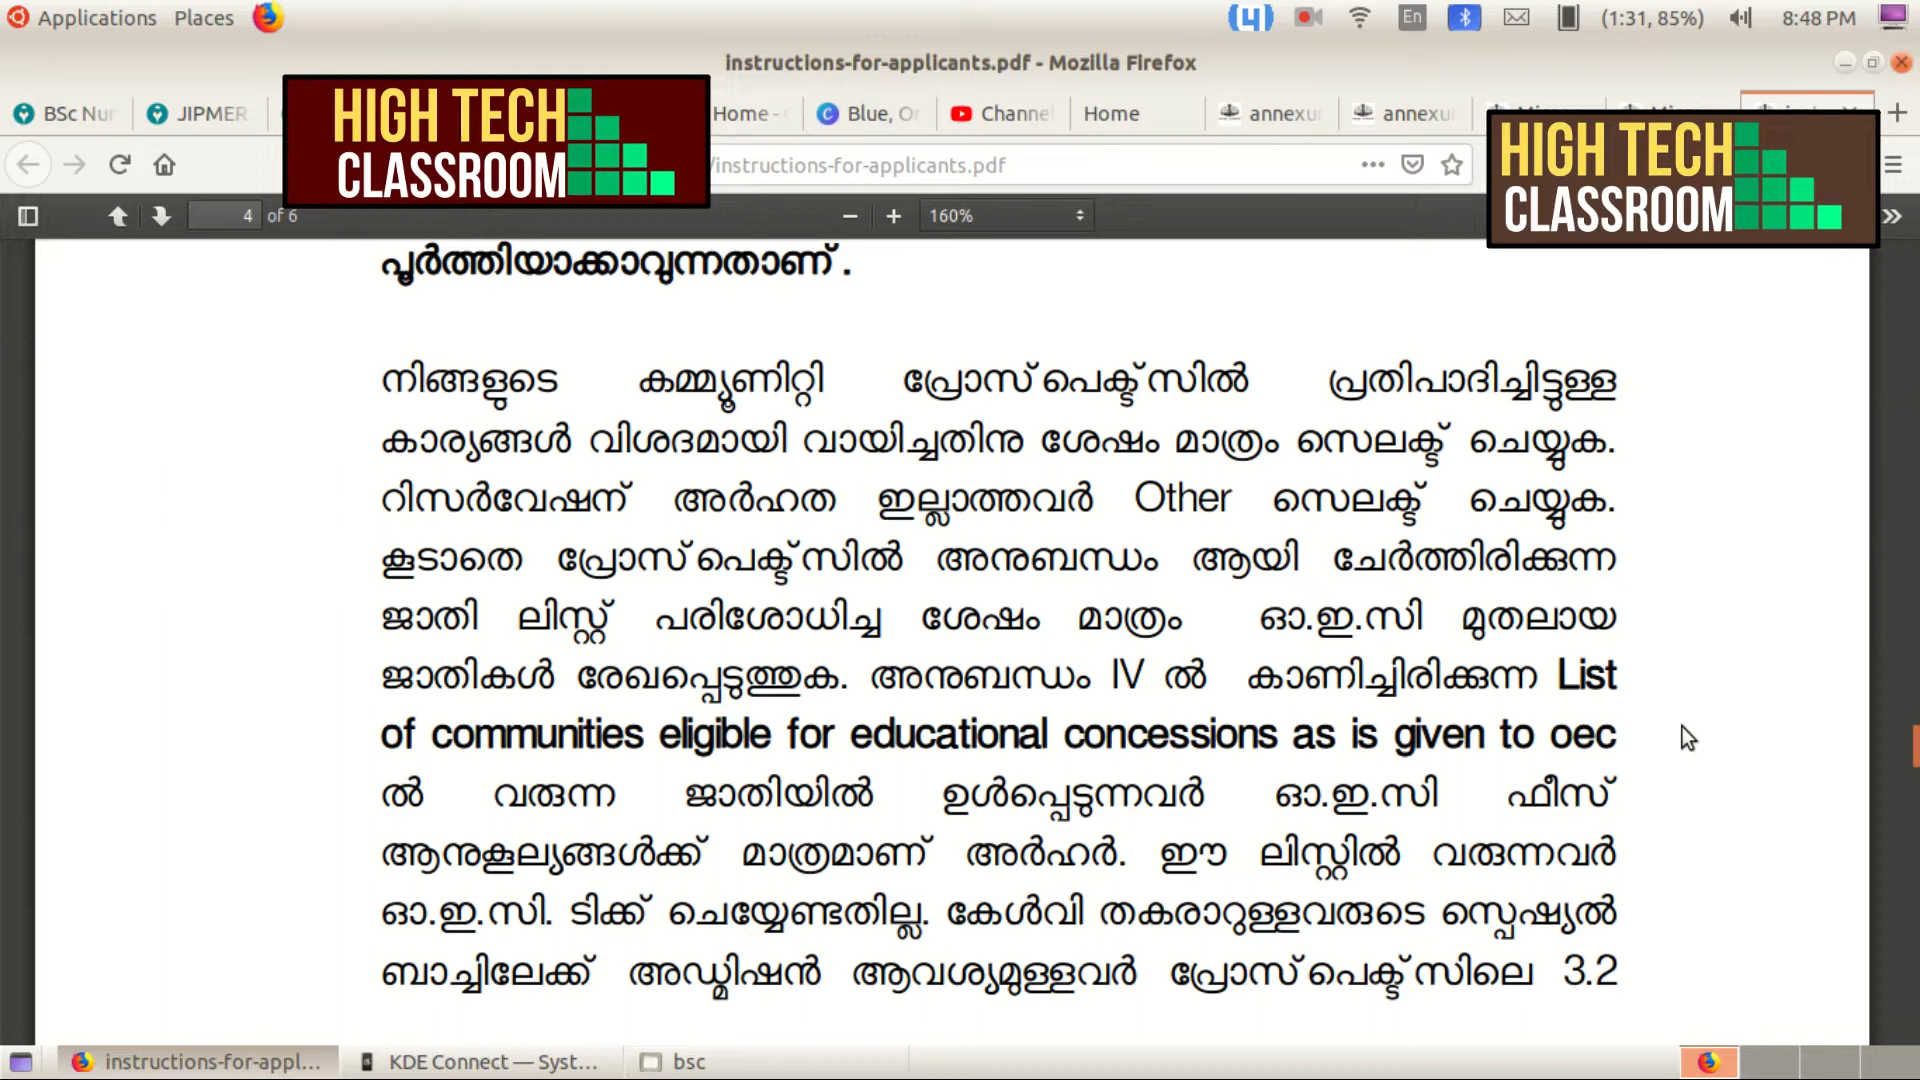 Applications Places En (1:31, 85%) 8:48 PM
instructions-for-applicants.pdf - Mozilla Firefox
BSc Nur JIPMER Home - Blue, Or Channel Home annexur annexur
HIGH TECH
CLASSROOM
HIGH TECH
CLASSROOM
/instructions-for-applicants.pdf
4 of 6 160%
പൂർത്തിയാക്കാവുന്നതാണ്.
നിങ്ങളുടെ കമ്മ്യൂണിറ്റി പ്രോസ്പെക്ട്സിൽ പ്രതിപാദിച്ചിട്ടുള്ള
കാര്യങ്ങൾ വിശദമായി വായിച്ചതിനു ശേഷം മാത്രം സെലക്ട് ചെയ്യുക.
റിസർവേഷന് അർഹത ഇല്ലാത്തവർ Other സെലക്ട് ചെയ്യുക.
കൂടാതെ പ്രോസ്പെക്ട്സിൽ അനുബന്ധം ആയി ചേർത്തിരിക്കുന്ന
ജാതി ലിസ്റ്റ് പരിശോധിച്ച ശേഷം മാത്രം ഓ.ഇ.സി മുതലായ
ജാതികൾ രേഖപ്പെടുത്തുക. അനുബന്ധം IV ൽ കാണിച്ചിരിക്കുന്ന List
of communities eligible for educational concessions as is given to oec
ൽ വരുന്ന ജാതിയിൽ ഉൾപ്പെടുന്നവർ ഓ.ഇ.സി ഫീസ്
ആനുകൂല്യങ്ങൾക്ക് മാത്രമാണ് അർഹർ. ഈ ലിസ്റ്റിൽ വരുന്നവർ
ഓ.ഇ.സി. ടിക്ക് ചെയ്യേണ്ടതില്ല. കേൾവി തകരാറുള്ളവരുടെ സ്പെഷ്യൽ
ബാച്ചിലേക്ക് അഡ്മിഷൻ ആവശ്യമുള്ളവർ പ്രോസ്പെക്ട്സിലെ 3.2
instructions-for-appl... KDE Connect — Syst... bsc